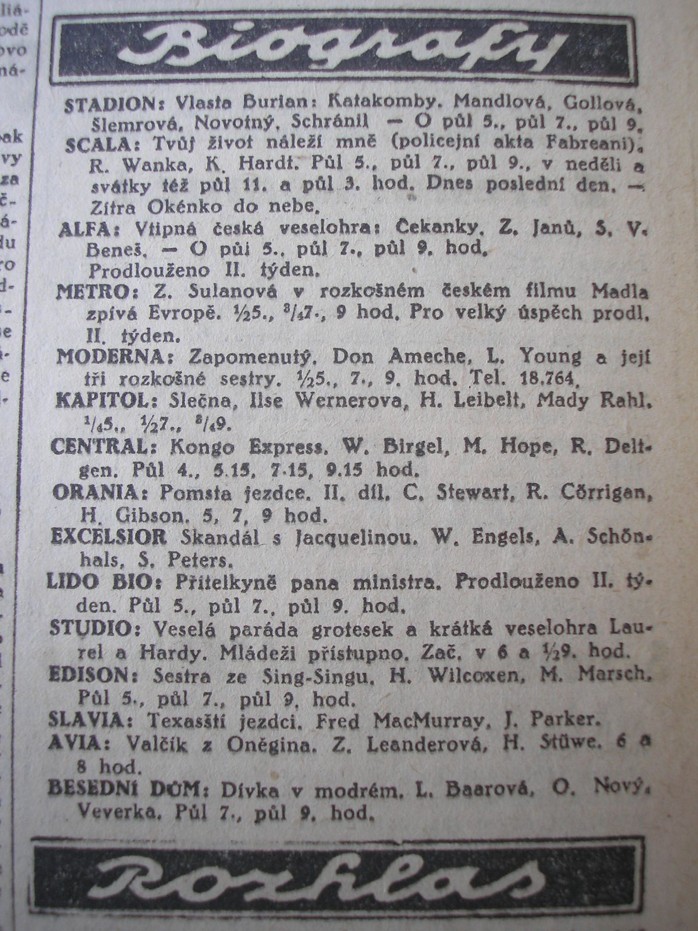 Biografy
STADION: Vlasta Burian: Katakomby. Mandlová, Gollová,
Slemrová, Novotný, Schránil — O půl 5., půl 7., půl 9.
SCALA: Tvůj život náleží mně (policejní akta Fabreani).
R. Wanka, K. Hardt. Půl 5., půl 7., půl 9., v neděli a
svátky též půl 11. a půl 3. hod. Dnes poslední den. —
Zítra Okénko do nebe.
ALFA: Vtipná česká veselohra: Čekanky. Z. Janů, S. V.
Beneš. — O půl 5., půl 7., půl 9. hod.
Prodlouženo II. týden.
METRO: Z. Sulanová v rozkošném českém filmu Madla
zpívá Evropě. ½5., ¾7., 9 hod. Pro velký úspěch prodl.
II. týden.
MODERNA: Zapomenutý. Don Ameche, L. Young a její
tři rozkošné sestry. ½5., 7., 9. hod. Tel. 18.764.
KAPITOL: Slečna, Ilse Wernerova, H. Leibelt, Mady Rahl.
¼5., ½7., ¾9.
CENTRAL: Kongo Express. W. Birgel, M. Hope, R. Delt-
gen. Půl 4., 5.15, 7.15, 9.15 hod.
ORANIA: Pomsta jezdce. II. díl. C. Stewart, R. Cörrigan,
H. Gibson. 5, 7, 9 hod.
EXCELSIOR Skandál s Jacquelinou. W. Engels, A. Schön-
hals, S. Peters.
LIDO BIO: Přítelkyně pana ministra. Prodlouženo II. tý-
den. Půl 5., půl 7., půl 9. hod.
STUDIO: Veselá paráda grotesek a krátká veselohra Lau-
rel a Hardy. Mládeži přístupno. Zač. v 6 a ½9. hod.
EDISON: Sestra ze Sing-Singu. H. Wilcoxen, M. Marsch.
Půl 5., půl 7., půl 9. hod.
SLAVIA: Texasští jezdci. Fred MacMurray, J. Parker.
AVIA: Valčík z Oněgina. Z. Leanderová, H. Stüwe. 6 a
8 hod.
BESEDNÍ DŮM: Dívka v modrém. L. Baarová, O. Nový,
Veverka. Půl 7., půl 9. hod.
Rozhlas